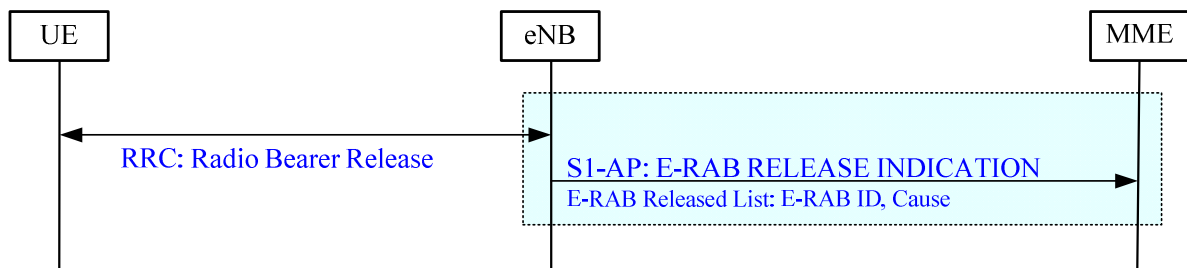 UE
eNB
MME
RRC: Radio Bearer Release
S1-AP: E-RAB RELEASE INDICATION
E-RAB Released List: E-RAB ID, Cause